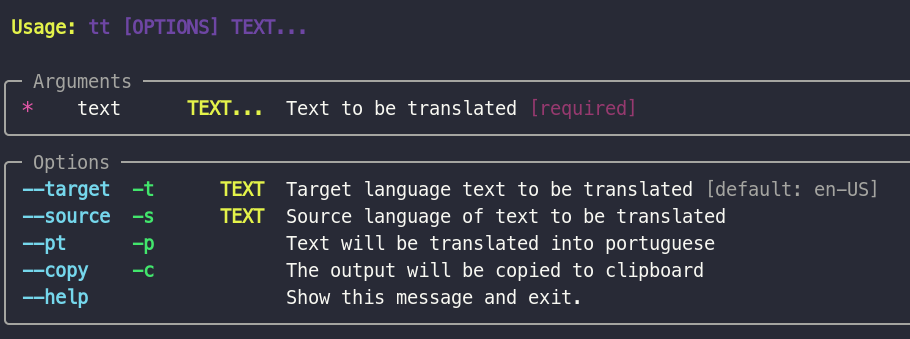 Usage: tt [OPTIONS] TEXT...
Arguments
* text TEXT... Text to be translated [required]
Options
--target -t TEXT Target language text to be translated [default: en-US]
--source -s TEXT Source language of text to be translated
--pt -p Text will be translated into portuguese
--copy -c The output will be copied to clipboard
--help Show this message and exit.